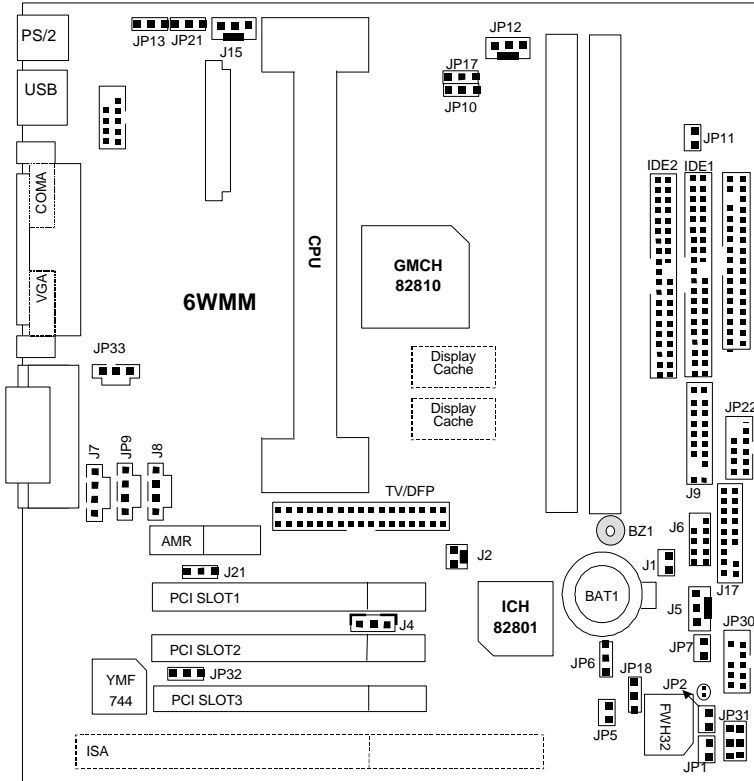 PS/2
JP13 JP21
J15
JP12
USB
JP17
JP10
JP11
IDE2 IDE1
COMA
CPU
GMCH
82810
VGA
6WMM
JP33
Display
Cache
Display
Cache
JP22
J7
JP9
J8
TV/DFP
J9
BZ1
J6
AMR
J2
J1
J21
J17
PCI SLOT1
ICH
82801
BAT1
J5
J4
JP30
PCI SLOT2
JP7
JP6
JP32
JP18
JP2
YMF
744
PCI SLOT3
FWH32
JP31
JP5
ISA
JP1